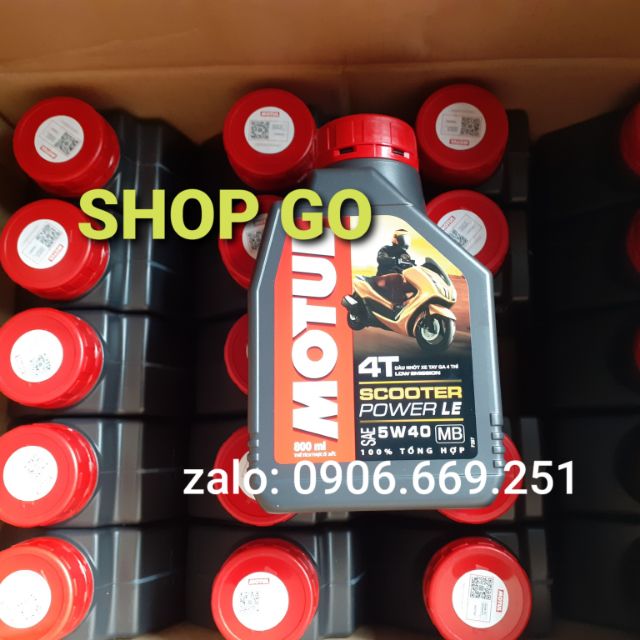 SHOP GO
MOTUL
4T
DẦU NHỚT XE TAY GA 4 THÌ
LOW EMISSION
SCOOTER
POWER LE
SAE 5W40 MB
100% TỔNG HỢP
800 ml
zalo: 0906.669.251